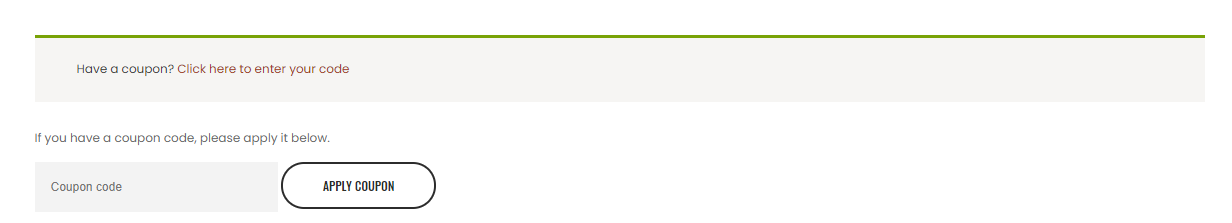 Have a coupon? Click here to enter your code
If you have a coupon code, please apply it below.
Coupon code APPLY COUPON